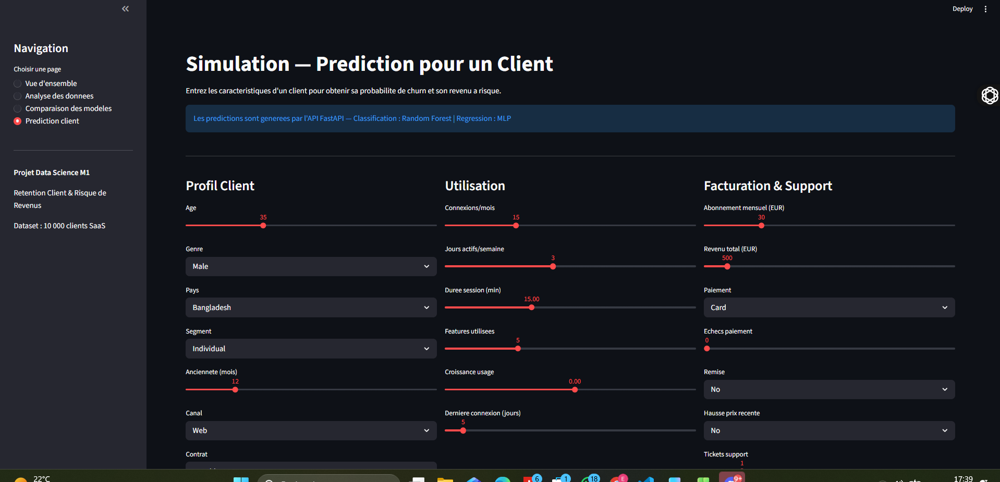 Deploy
Navigation
Choisir une page
Vue d'ensemble
Analyse des donnees
Comparaison des modeles
Prediction client
Projet Data Science M1
Retention Client & Risque de
Revenus
Dataset : 10 000 clients SaaS
Simulation — Prediction pour un Client
Entrez les caracteristiques d'un client pour obtenir sa probabilite de churn et son revenu a risque.
Les predictions sont generees par l'API FastAPI — Classification : Random Forest | Regression : MLP
Profil Client
Age
35
Genre
Male
Pays
Bangladesh
Segment
Individual
Anciennete (mois)
12
Canal
Web
Contrat
Utilisation
Connexions/mois
15
Jours actifs/semaine
3
Duree session (min)
15.00
Features utilisees
5
Croissance usage
0.00
Derniere connexion (jours)
5
Facturation & Support
Abonnement mensuel (EUR)
30
Revenu total (EUR)
500
Paiement
Card
Echecs paiement
0
Remise
No
Hausse prix recente
No
Tickets support
1
22°C
6
1
18
E
9+
17:39